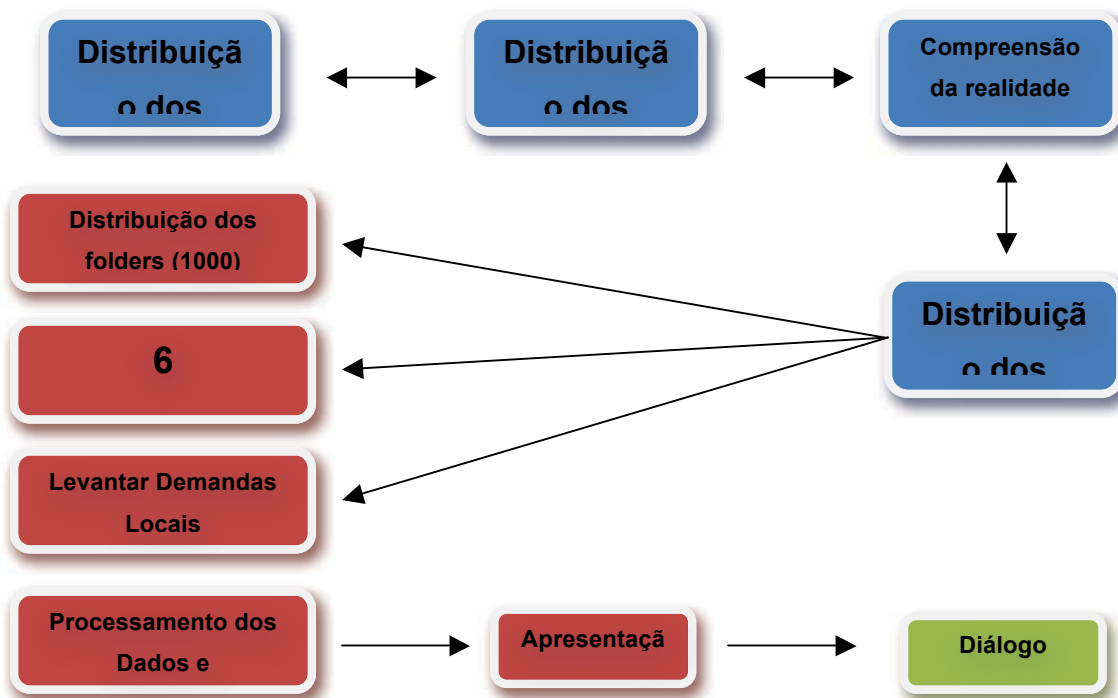 Distribuiçã
o dos
Distribuiçã
o dos
Compreensão
da realidade
Distribuição dos
folders (1000)
Distribuiçã
o dos
6
Levantar Demandas
Locais
Processamento dos
Dados e
Apresentaçã
Diálogo